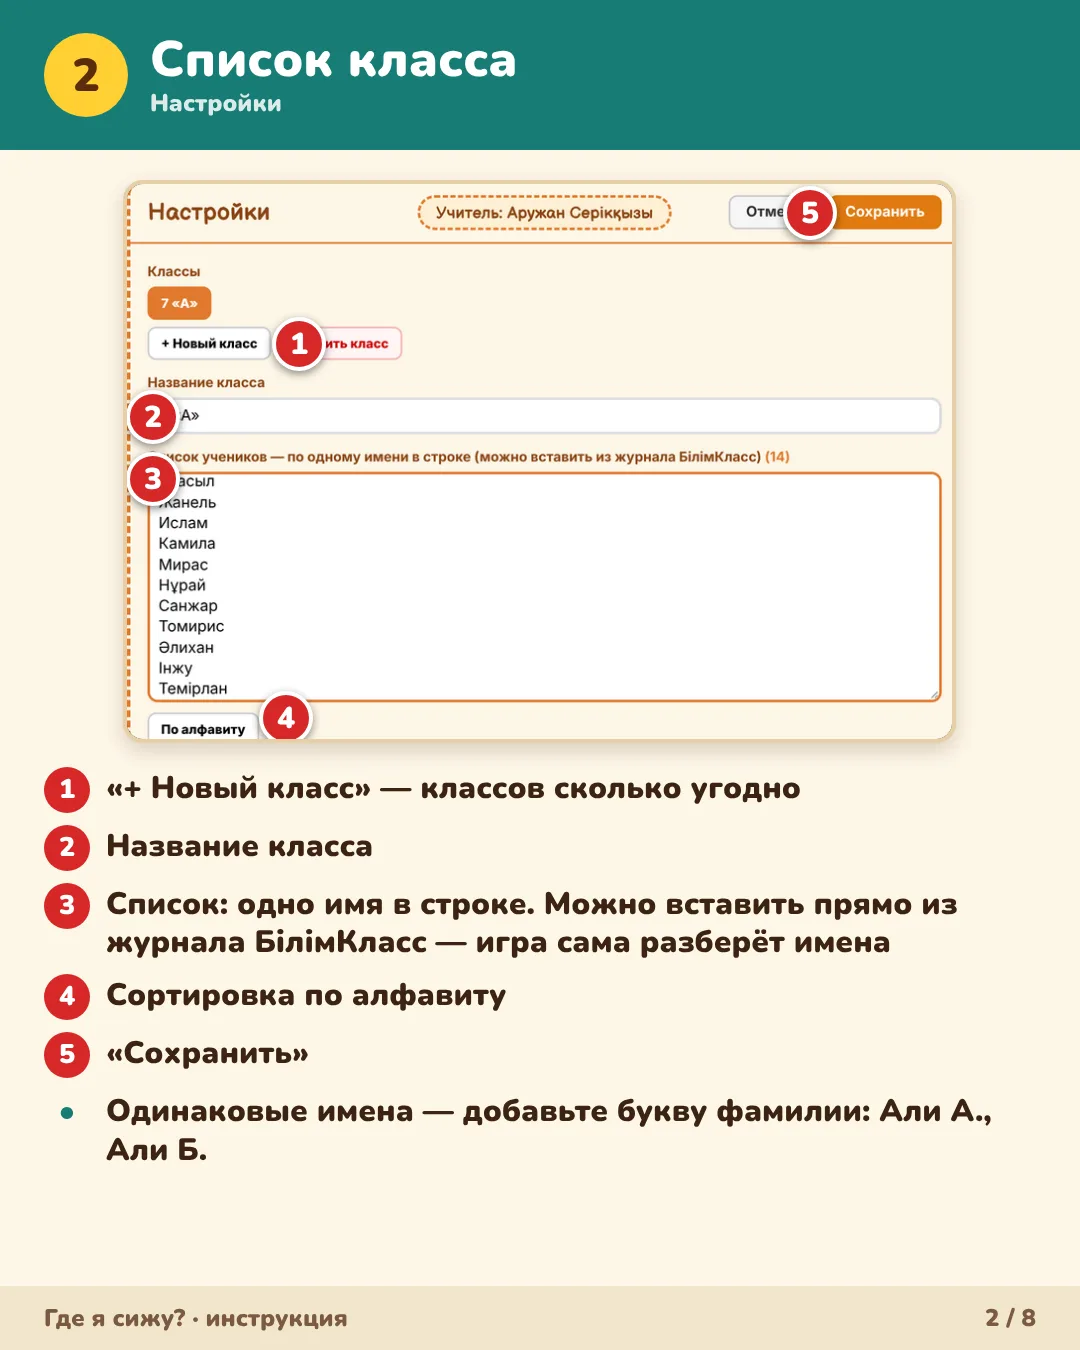 2
Список класса
Настройки
Настройки
Учитель: Аружан Серікқызы
5
Сохранить
Классы
7 «А»
+ Новый класс
1
класс
Название класса
2
А»
учеников — по одному имени в строке (можно вставить из журнала БілімКласс) (14)
3
Жанель
Ислам
Камила
Мирас
Нұрай
Санжар
Томирис
Әлихан
Інжу
Темірлан
По алфавиту
4
1 «+ Новый класс» — классов сколько угодно
2 Название класса
3 Список: одно имя в строке. Можно вставить прямо из
журнала БілімКласс — игра сама разберёт имена
4 Сортировка по алфавиту
5 «Сохранить»
• Одинаковые имена — добавьте букву фамилии: Али А.,
Али Б.
Где я сижу? · инструкция
2 / 8